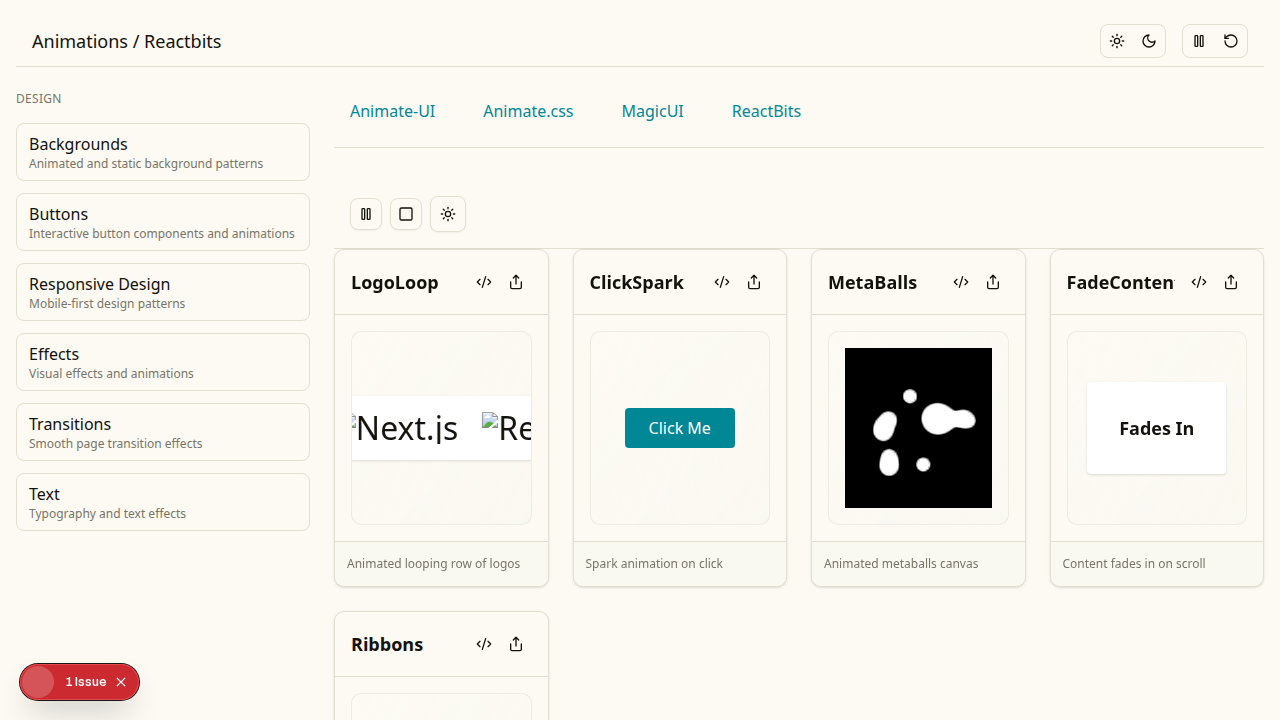 Animations / Reactbits
DESIGN
Backgrounds
Animated and static background patterns
Buttons
Interactive button components and animations
Responsive Design
Mobile-first design patterns
Effects
Visual effects and animations
Transitions
Smooth page transition effects
Text
Typography and text effects
1 Issue
Animate-UI
Animate.css
MagicUI
ReactBits
LogoLoop
Next.js
Re
Animated looping row of logos
ClickSpark
Click Me
Spark animation on click
MetaBalls
Animated metaballs canvas
FadeConten
Fades In
Content fades in on scroll
Ribbons